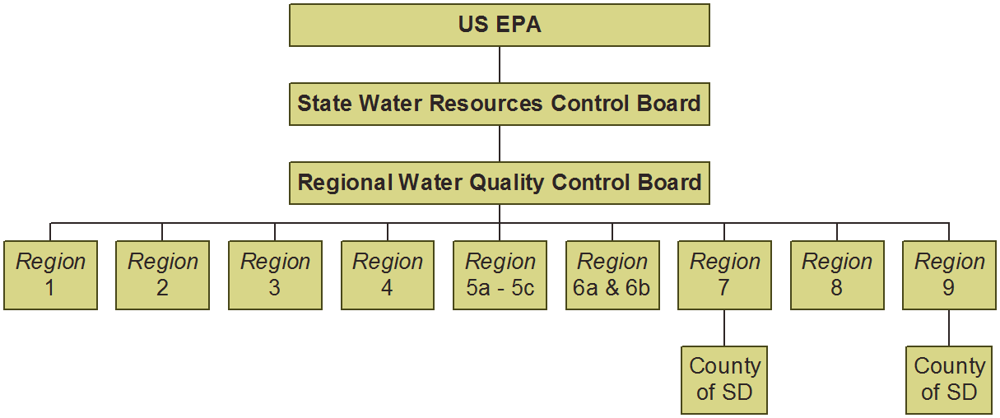 US EPA
State Water Resources Control Board
Regional Water Quality Control Board
Region
1
Region
2
Region
3
Region
4
Region
5a - 5c
Region
6a & 6b
Region
7
Region
8
Region
9
County
of SD
County
of SD